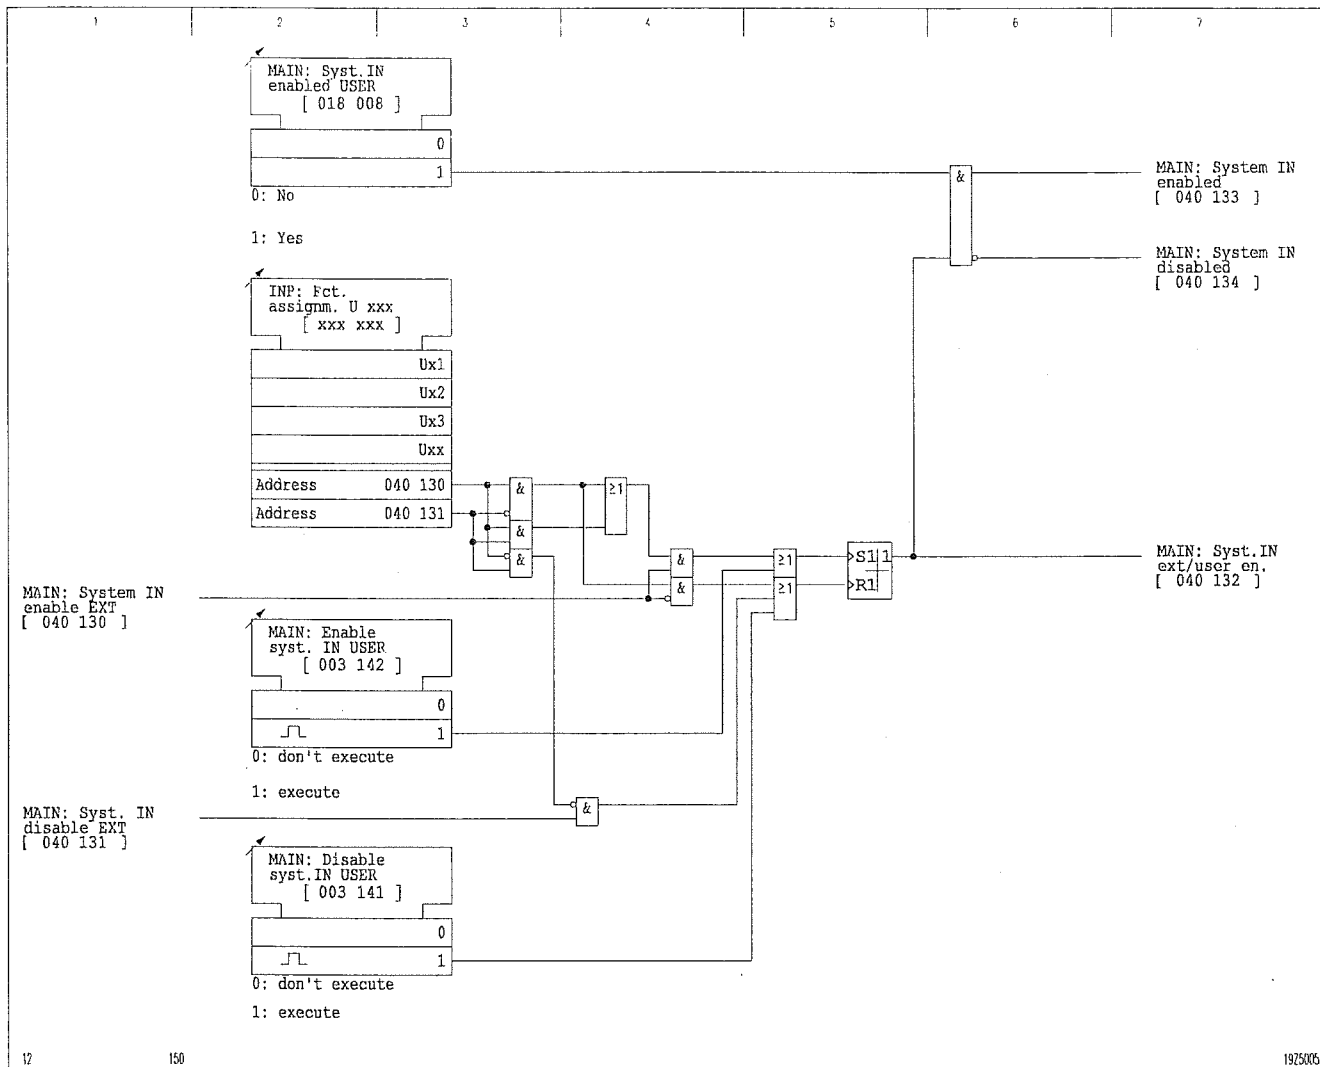 1 2 3 4 5 6 7
MAIN: Syst.IN
enabled USER
[ 018 008 ]
0
1
0: No
1: Yes
&
MAIN: System IN
enabled
[ 040 133 ]
MAIN: System IN
disabled
[ 040 134 ]
INP: Fct.
assignm. U xxx
[ xxx xxx ]
Ux1
Ux2
Ux3
Uxx
Address 040 130
Address 040 131
&
&
&
≥1
&
&
≥1
≥1
S1 1
R1
MAIN: Syst.IN
ext/user en.
[ 040 132 ]
MAIN: System IN
enable EXT
[ 040 130 ]
MAIN: Enable
syst. IN USER
[ 003 142 ]
0
1
0: don't execute
1: execute
&
MAIN: Syst. IN
disable EXT
[ 040 131 ]
MAIN: Disable
syst.IN USER
[ 003 141 ]
0
1
0: don't execute
1: execute
12 150 19Z5005